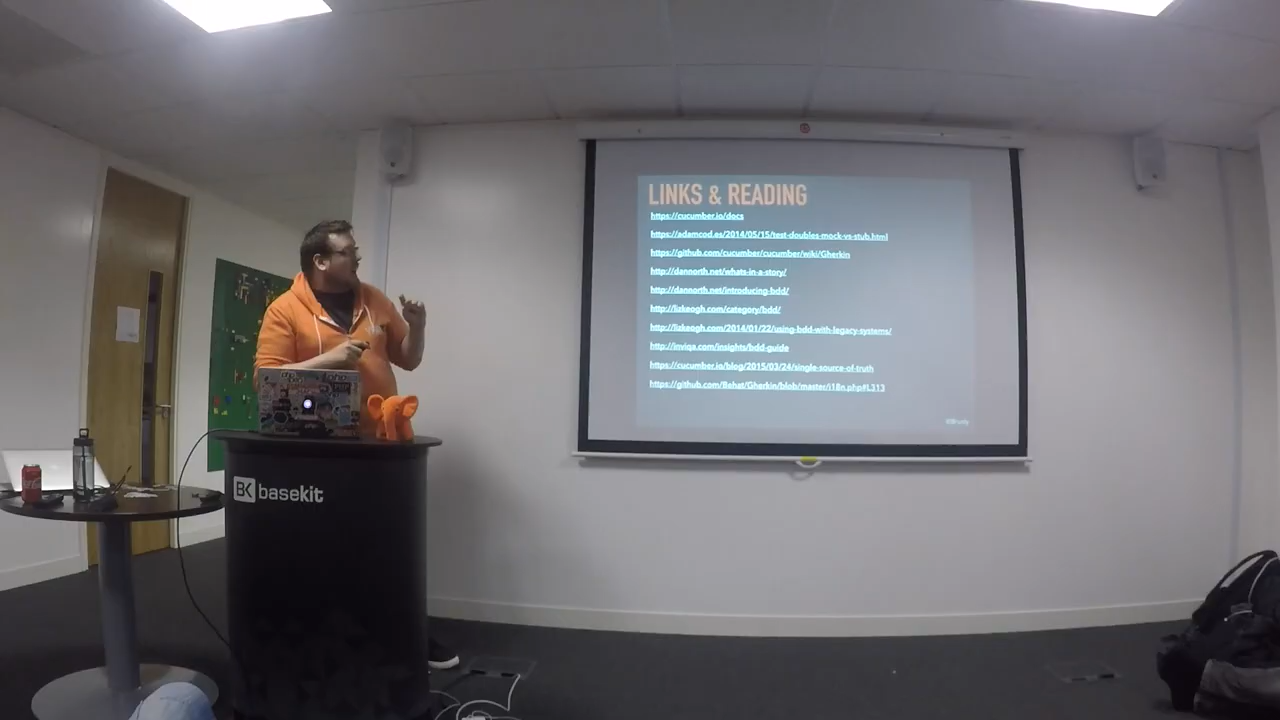 LINKS & READING
https://cucumber.io/docs
https://adamcod.es/2014/05/15/test-doubles-mock-vs-stub.html
https://github.com/cucumber/cucumber/wiki/Gherkin
http://dannorth.net/whats-in-a-story/
http://dannorth.net/introducing-bdd/
http://lizkeogh.com/category/bdd/
http://lizkeogh.com/2014/01/22/using-bdd-with-legacy-systems/
http://inviqa.com/insights/bdd-guide
https://cucumber.io/blog/2015/03/24/single-source-of-truth
https://github.com/Behat/Gherkin/blob/master/i18n.php#L313
BK basekit